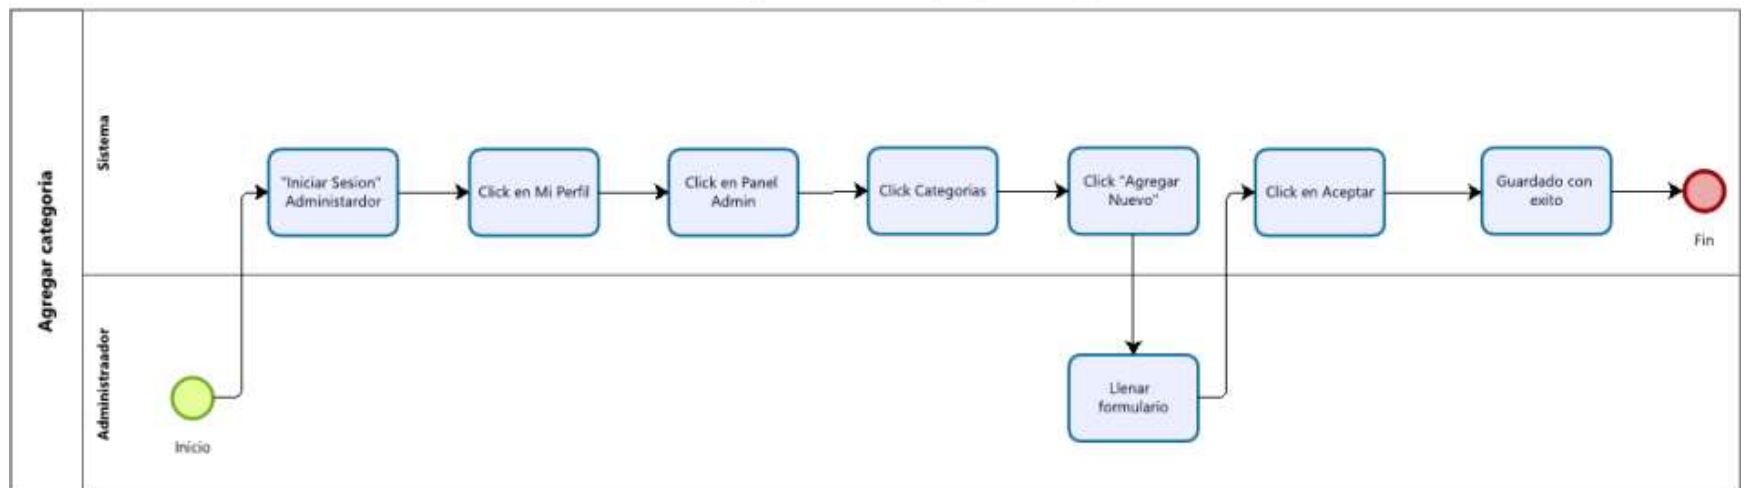 Agregar categoria
Sistema
"Iniciar Sesion"
Administardor
Click en Mi Perfil
Click en Panel
Admin
Click Categorias
Click "Agregar
Nuevo"
Click en Aceptar
Guardado con
exito
Fin
Administraador
Inicio
Llenar
formulario